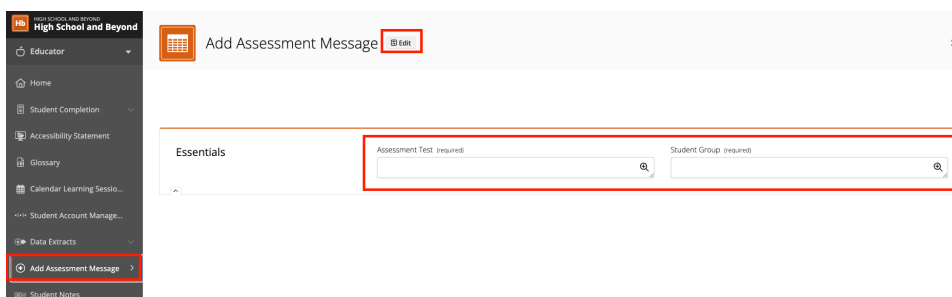 Hb
HIGH SCHOOL AND BEYOND
High School and Beyond
Educator
Home
Student Completion
Accessibility Statement
Glossary
Calendar Learning Sessio...
Student Account Manage...
Data Extracts
Add Assessment Message
Student Notes
Add Assessment Message
Edit
Essentials
Assessment Test (required)
Student Group (required)